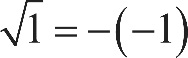 √1 = −(−1)